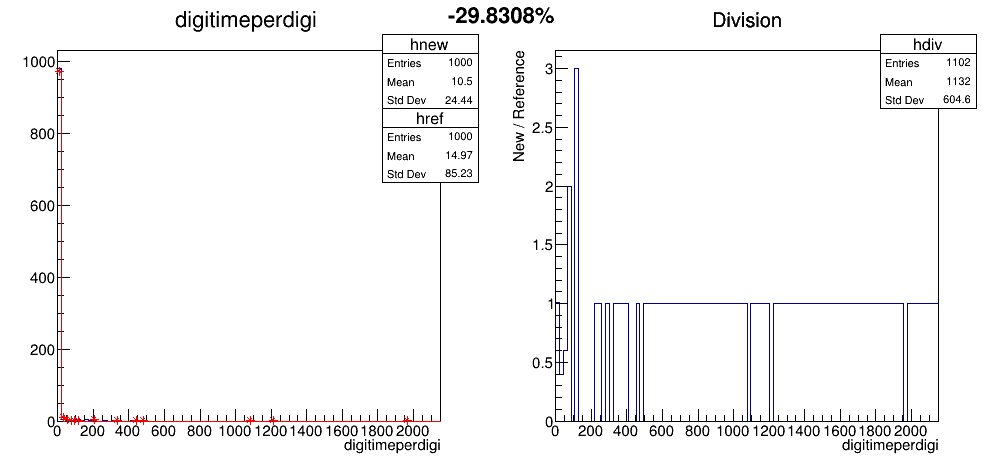 digitimeperdigi
-29.8308%
Division
hnew
Entries 1000
Mean 10.5
Std Dev 24.44
href
Entries 1000
Mean 14.97
Std Dev 85.23
1000
800
600
400
200
0
0 200 400 600 800 1000 1200 1400 1600 1800 2000
digitimeperdigi
hdiv
Entries 1102
Mean 1132
Std Dev 604.6
New / Reference
3
2.5
2
1.5
1
0.5
0
0 200 400 600 800 1000 1200 1400 1600 1800 2000
digitimeperdigi